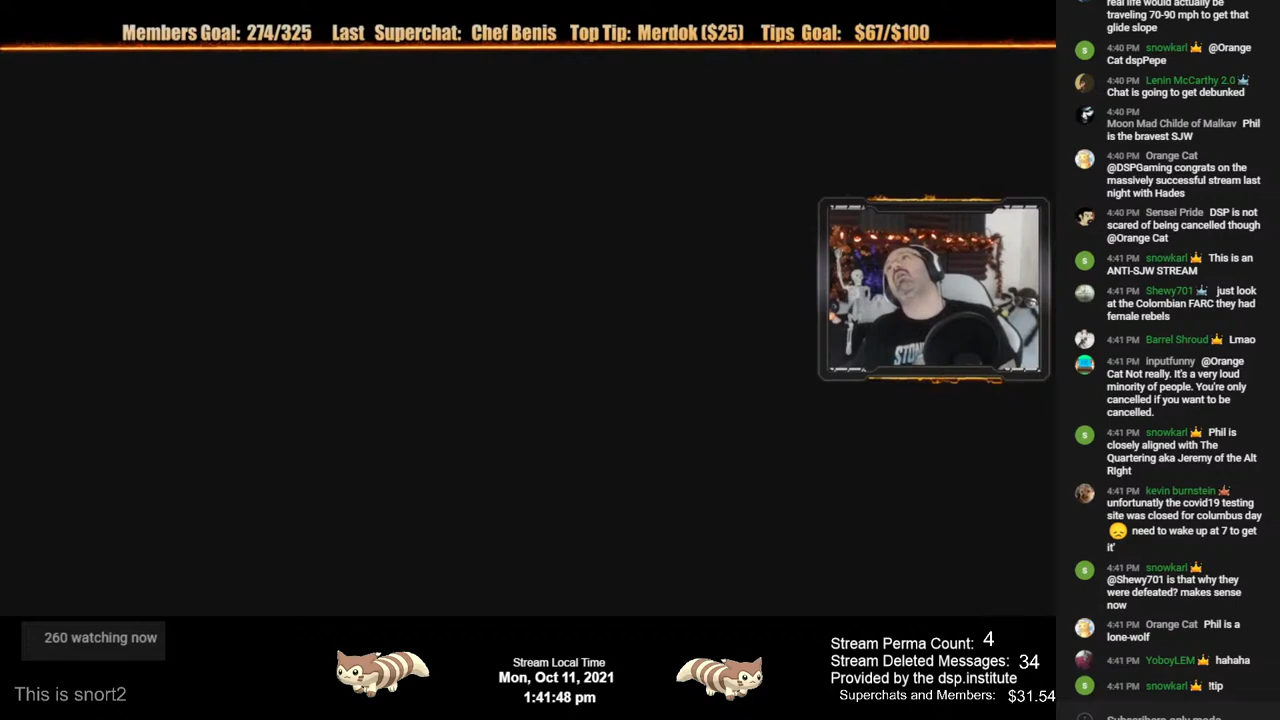 Members Goal: 274/325 Last Superchat: Chef Benis Top Tip: Merdok ($25) Tips Goal: $67/$100
real life would actually be
traveling 70-90 mph to get that
glide slope
S 4:40 PM snowkarl @Orange
Cat dspPepe
4:40 PM Lenin McCarthy 2.0
Chat is going to get debunked
4:40 PM
Moon Mad Childe of Malkav Phil
is the bravest SJW
4:40 PM Orange Cat
@DSPGaming congrats on the
massively successful stream last
night with Hades
4:40 PM Sensei Pride DSP is not
scared of being cancelled though
@Orange Cat
S 4:41 PM snowkarl This is an
ANTI-SJW STREAM
4:41 PM Shewy701 just look
at the Colombian FARC they had
female rebels
4:41 PM Barrel Shroud Lmao
4:41 PM inputfunny @Orange
Cat Not really. It's a very loud
minority of people. You're only
cancelled if you want to be
cancelled.
S 4:41 PM snowkarl Phil is
closely aligned with The
Quartering aka Jeremy of the Alt
Right
4:41 PM kevin burnstein
unfortunatly the covid19 testing
site was closed for columbus day
need to wake up at 7 to get
it'
S 4:41 PM snowkarl
@Shewy701 is that why they
were defeated? makes sense
now
4:41 PM Orange Cat Phil is a
lone-wolf
4:41 PM YoboyLEM hahaha
S 4:41 PM snowkarl !tip
Subscribers-only mode
260 watching now
This is snort2
Stream Local Time
Mon, Oct 11, 2021
1:41:48 pm
Stream Perma Count: 4
Stream Deleted Messages: 34
Provided by the dsp.institute
Superchats and Members: $31.54